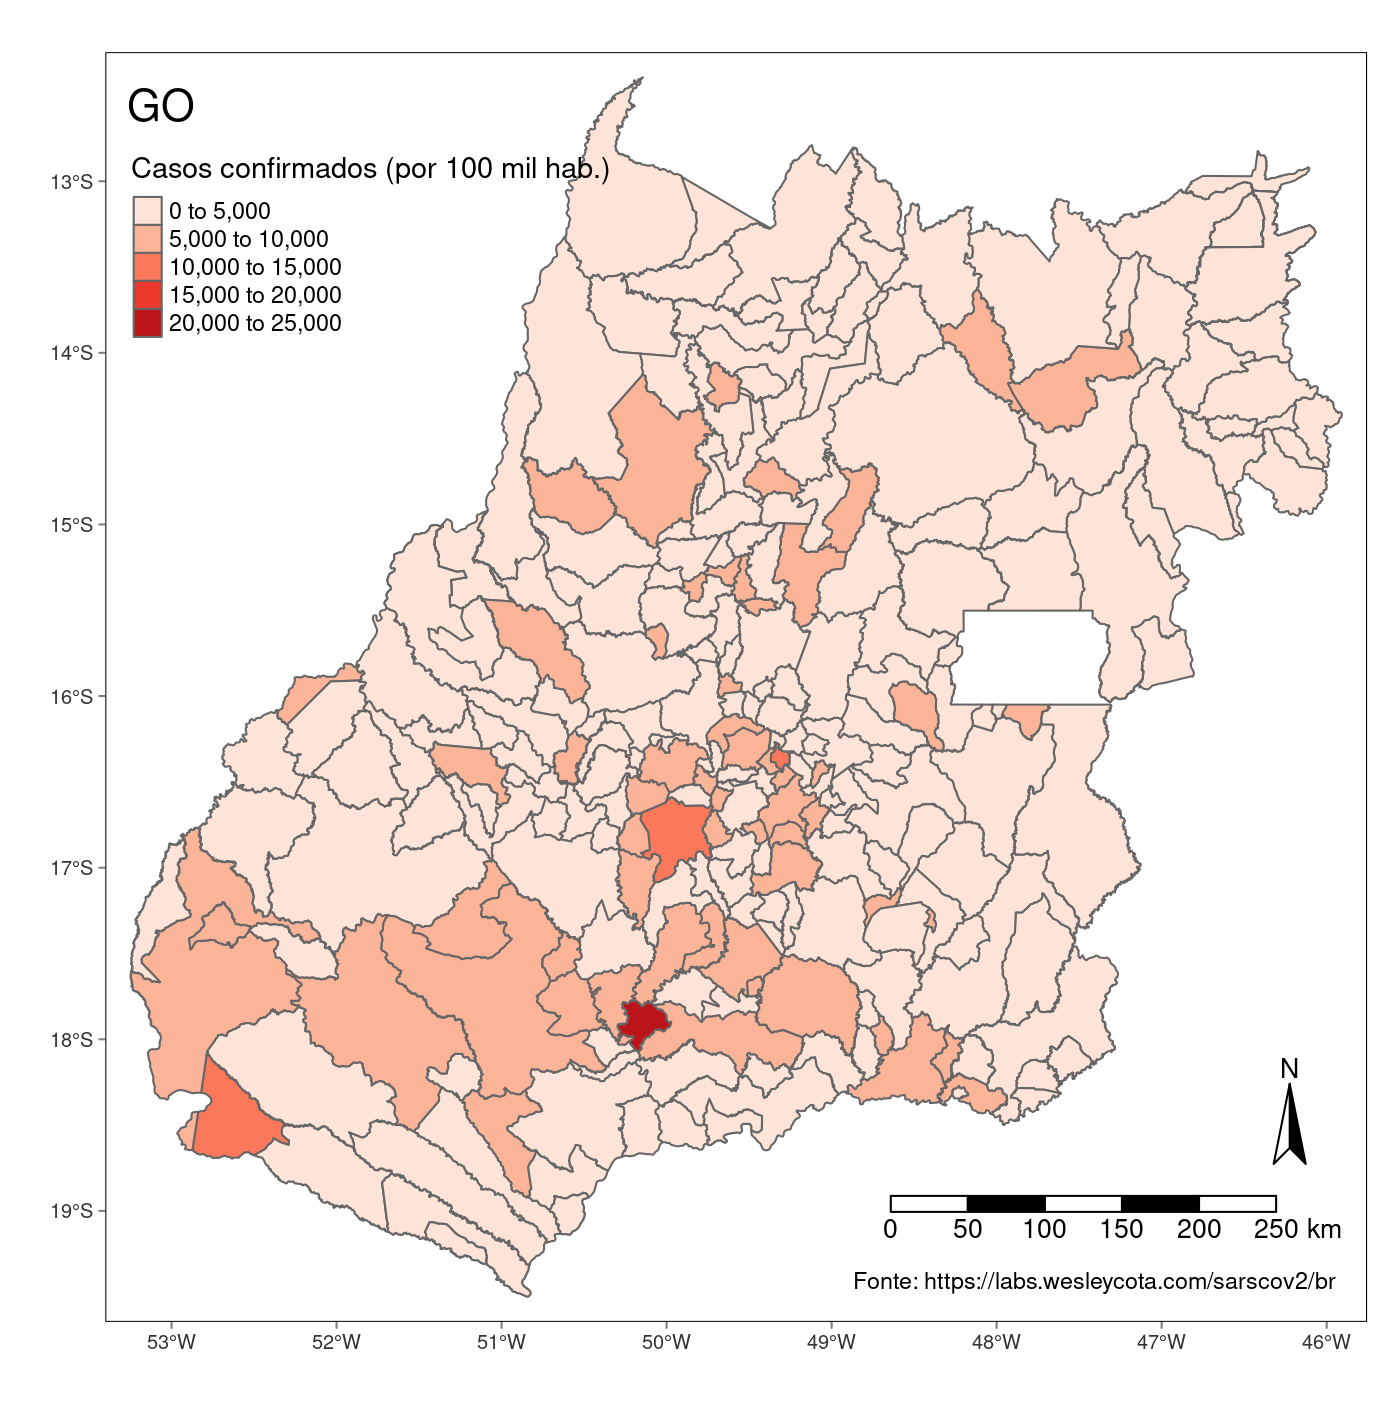 GO
Casos confirmados (por 100 mil hab.)
0 to 5,000
5,000 to 10,000
10,000 to 15,000
15,000 to 20,000
20,000 to 25,000
13°S
14°S
15°S
16°S
17°S
18°S
19°S
N
0 50 100 150 200 250 km
Fonte: https://labs.wesleycota.com/sarscov2/br
53°W 52°W 51°W 50°W 49°W 48°W 47°W 46°W